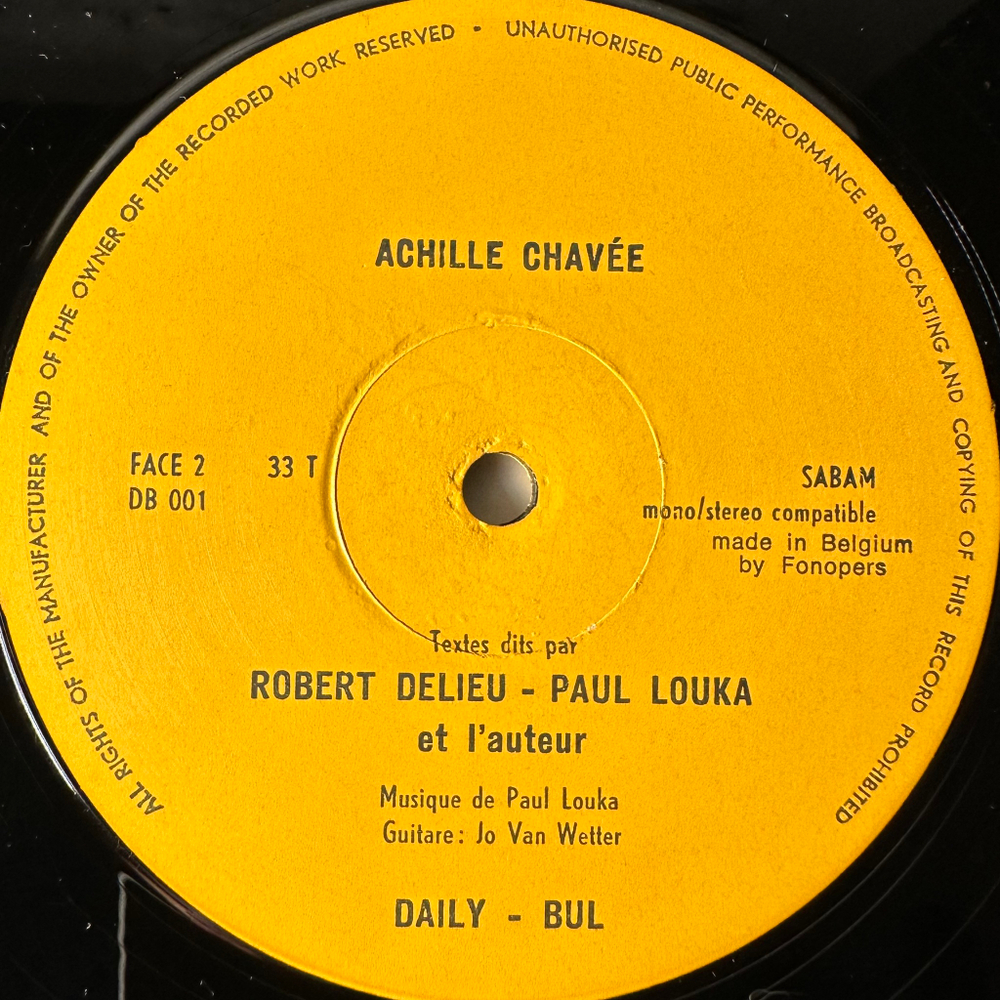 ALL RIGHTS OF THE MANUFACTURER AND OF THE OWNER OF THE RECORDED WORK RESERVED • UNAUTHORISED PUBLIC PERFORMANCE BROADCASTING AND COPYING OF THIS RECORD PROHIBITED
ACHILLE CHAVÉE
FACE 2 33 T
DB 001
SABAM
mono/stereo compatible
made in Belgium
by Fonopers
Textes dits par
ROBERT DELIEU - PAUL LOUKA
et l'auteur
Musique de Paul Louka
Guitare: Jo Van Wetter
DAILY - BUL